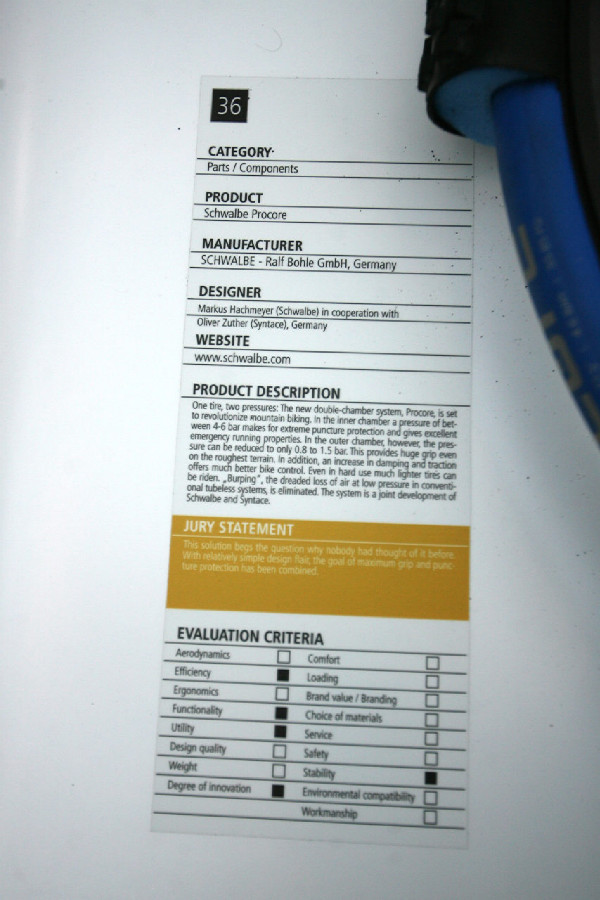 36
CATEGORY
Parts / Components
PRODUCT
Schwalbe Procore
MANUFACTURER
SCHWALBE - Ralf Bohle GmbH, Germany
DESIGNER
Markus Hachmeyer (Schwalbe) in cooperation with
Oliver Zuther (Syntace), Germany
WEBSITE
www.schwalbe.com
PRODUCT DESCRIPTION
One tire, two pressures: The new double-chamber system, Procore, is set
to revolutionize mountain biking. In the inner chamber a pressure of bet-
ween 4-6 bar makes for extreme puncture protection and gives excellent
emergency running properties. In the outer chamber, however, the pres-
sure can be reduced to only 0.8 to 1.5 bar. This provides huge grip even
on the roughest terrain. In addition, an increase in damping and traction
offers much better bike control. Even in hard use much lighter tires can
be riden. „Burping", the dreaded loss of air at low pressure in conventi-
onal tubeless systems, is eliminated. The system is a joint development of
Schwalbe and Syntace.
JURY STATEMENT
This solution begs the question why nobody had thought of it before.
With relatively simple design flair, the goal of maximum grip and punc-
ture protection has been combined.
EVALUATION CRITERIA
Aerodynamics Comfort
Efficiency Loading
Ergonomics Brand value / Branding
Functionality Choice of materials
Utility Service
Design quality Safety
Weight Stability
Degree of innovation Environmental compatibility
Workmanship